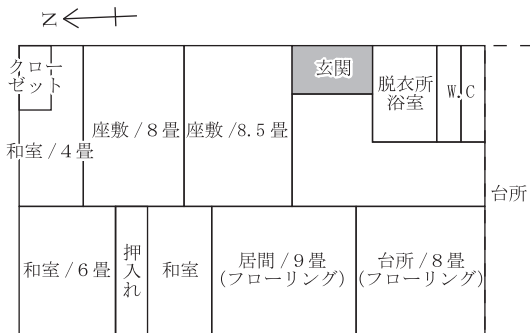 N
クロー
ゼット
玄関
脱衣所
浴室
W.C
座敷/8畳
座敷/8.5畳
和室/4畳
台所
和室/6畳
押入れ
和室
居間/9畳
(フローリング)
台所/8畳
(フローリング)